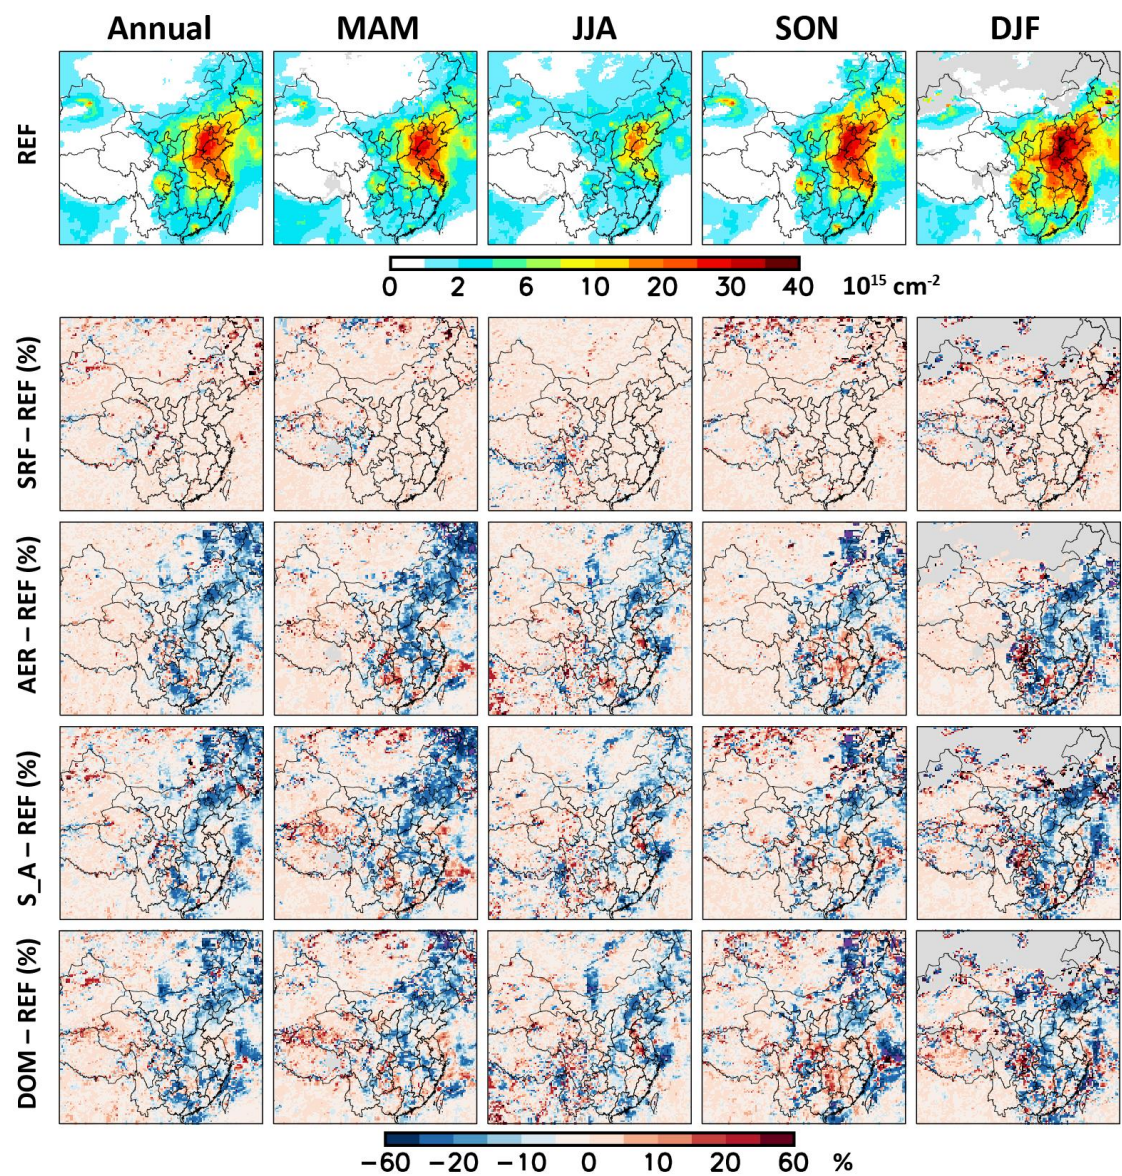 Annual MAM JJA SON DJF
REF
0 2 6 10 20 30 40 10¹⁵ cm⁻²
SRF – REF (%)
AER – REF (%)
S_A – REF (%)
DOM – REF (%)
−60 −20 −10 0 10 20 60 %